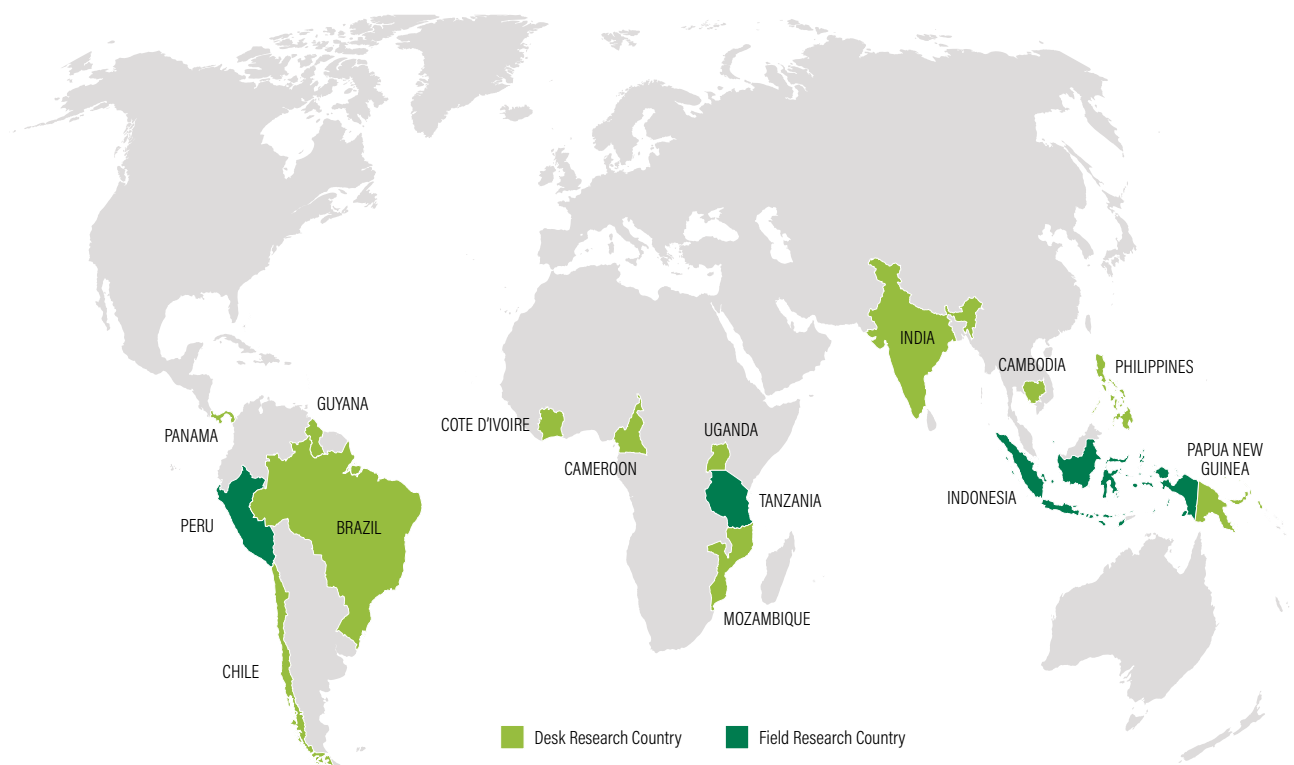 INDIA
CAMBODIA
PHILIPPINES
GUYANA
PANAMA
COTE D'IVOIRE
UGANDA
CAMEROON
PAPUA NEW
GUINEA
INDONESIA
TANZANIA
PERU
BRAZIL
MOZAMBIQUE
CHILE
Desk Research Country
Field Research Country